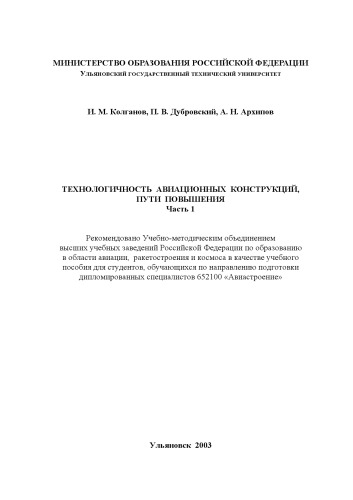 МИНИСТЕРСТВО ОБРАЗОВАНИЯ РОССИЙСКОЙ ФЕДЕРАЦИИ
УЛЬЯНОВСКИЙ ГОСУДАРСТВЕННЫЙ ТЕХНИЧЕСКИЙ УНИВЕРСИТЕТ
И. М. Колганов, П. В. Дубровский, А. Н. Архипов
ТЕХНОЛОГИЧНОСТЬ АВИАЦИОННЫХ КОНСТРУКЦИЙ,
ПУТИ ПОВЫШЕНИЯ
Часть 1
Рекомендовано Учебно-методическим объединением
высших учебных заведений Российской Федерации по образованию
в области авиации, ракетостроения и космоса в качестве учебного
пособия для студентов, обучающихся по направлению подготовки
дипломированных специалистов 652100 «Авиастроение»
Ульяновск 2003